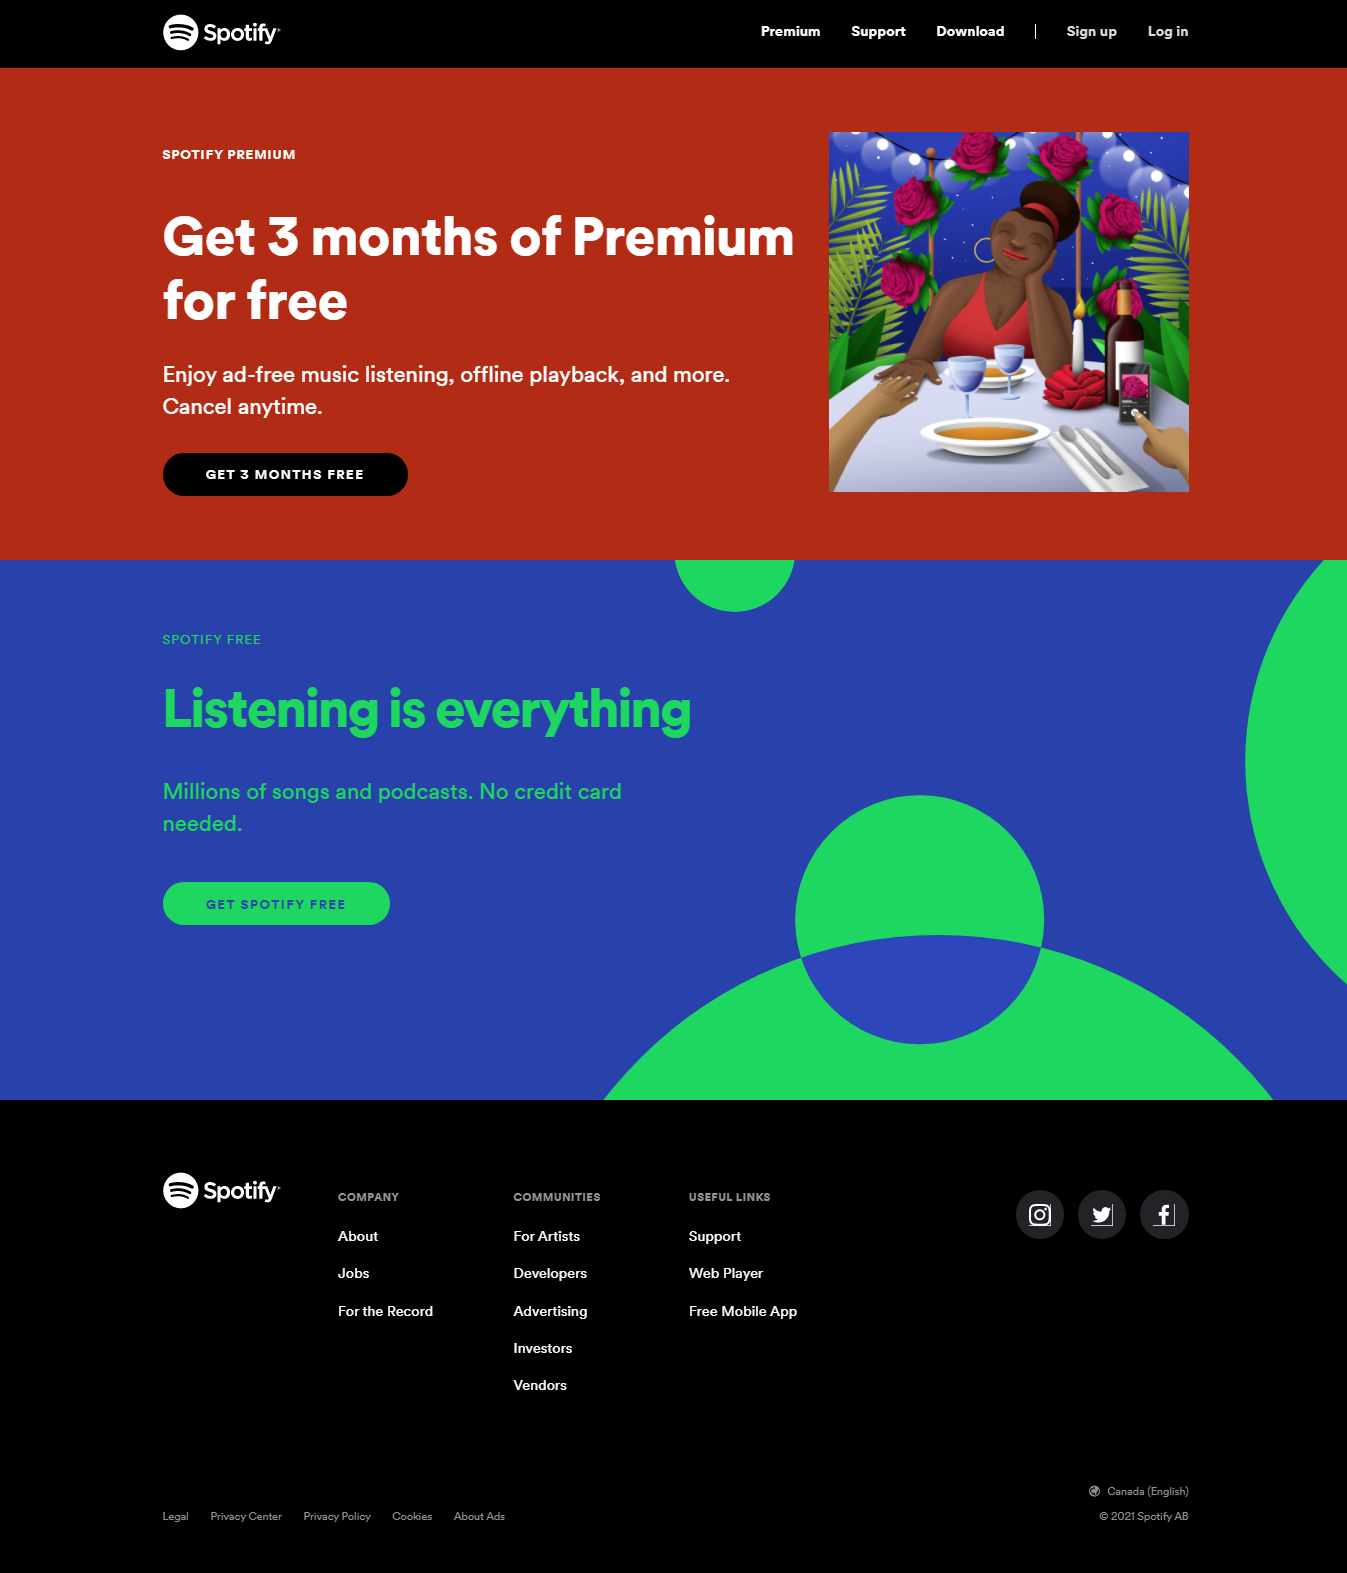 Spotify®
Premium Support Download | Sign up Log in
SPOTIFY PREMIUM
Get 3 months of Premium
for free
Enjoy ad-free music listening, offline playback, and more.
Cancel anytime.
GET 3 MONTHS FREE
SPOTIFY FREE
Listening is everything
Millions of songs and podcasts. No credit card
needed.
GET SPOTIFY FREE
Spotify®
COMPANY
About
Jobs
For the Record
COMMUNITIES
For Artists
Developers
Advertising
Investors
Vendors
USEFUL LINKS
Support
Web Player
Free Mobile App
Canada (English)
Legal Privacy Center Privacy Policy Cookies About Ads
© 2021 Spotify AB